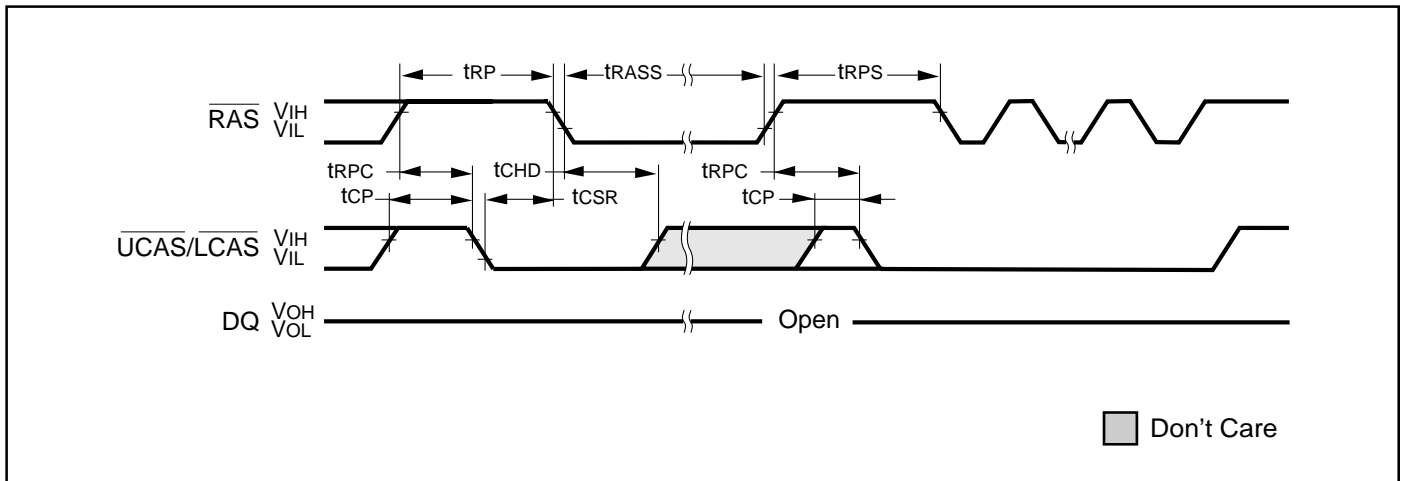 tRP
tRASS
tRPS
RAS VIH
VIL
tRPC
tCHD
tRPC
tCP
tCSR
tCP
UCAS/LCAS VIH
VIL
DQ VOH
VOL
Open
Don't Care